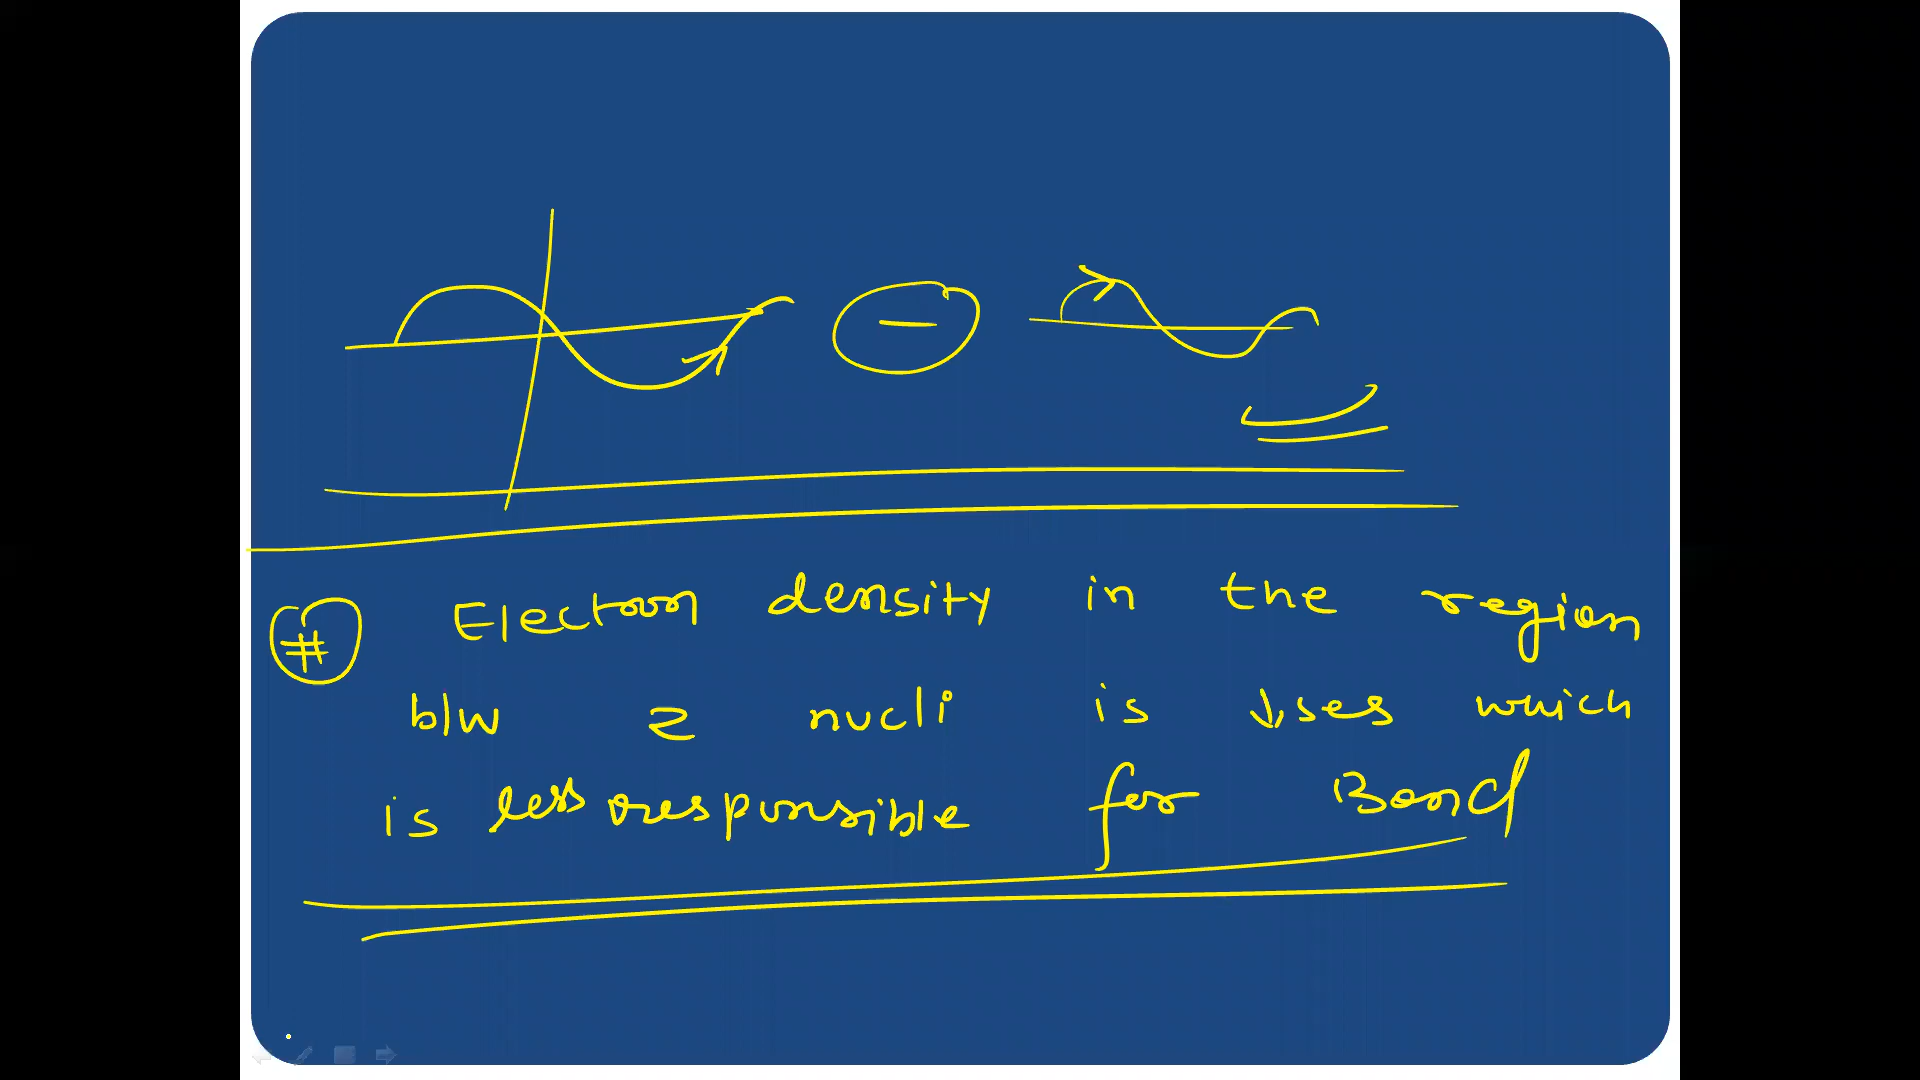 # Electron density in the region
b/w 2 nucli is ↓ses which
is less responsible for Bond